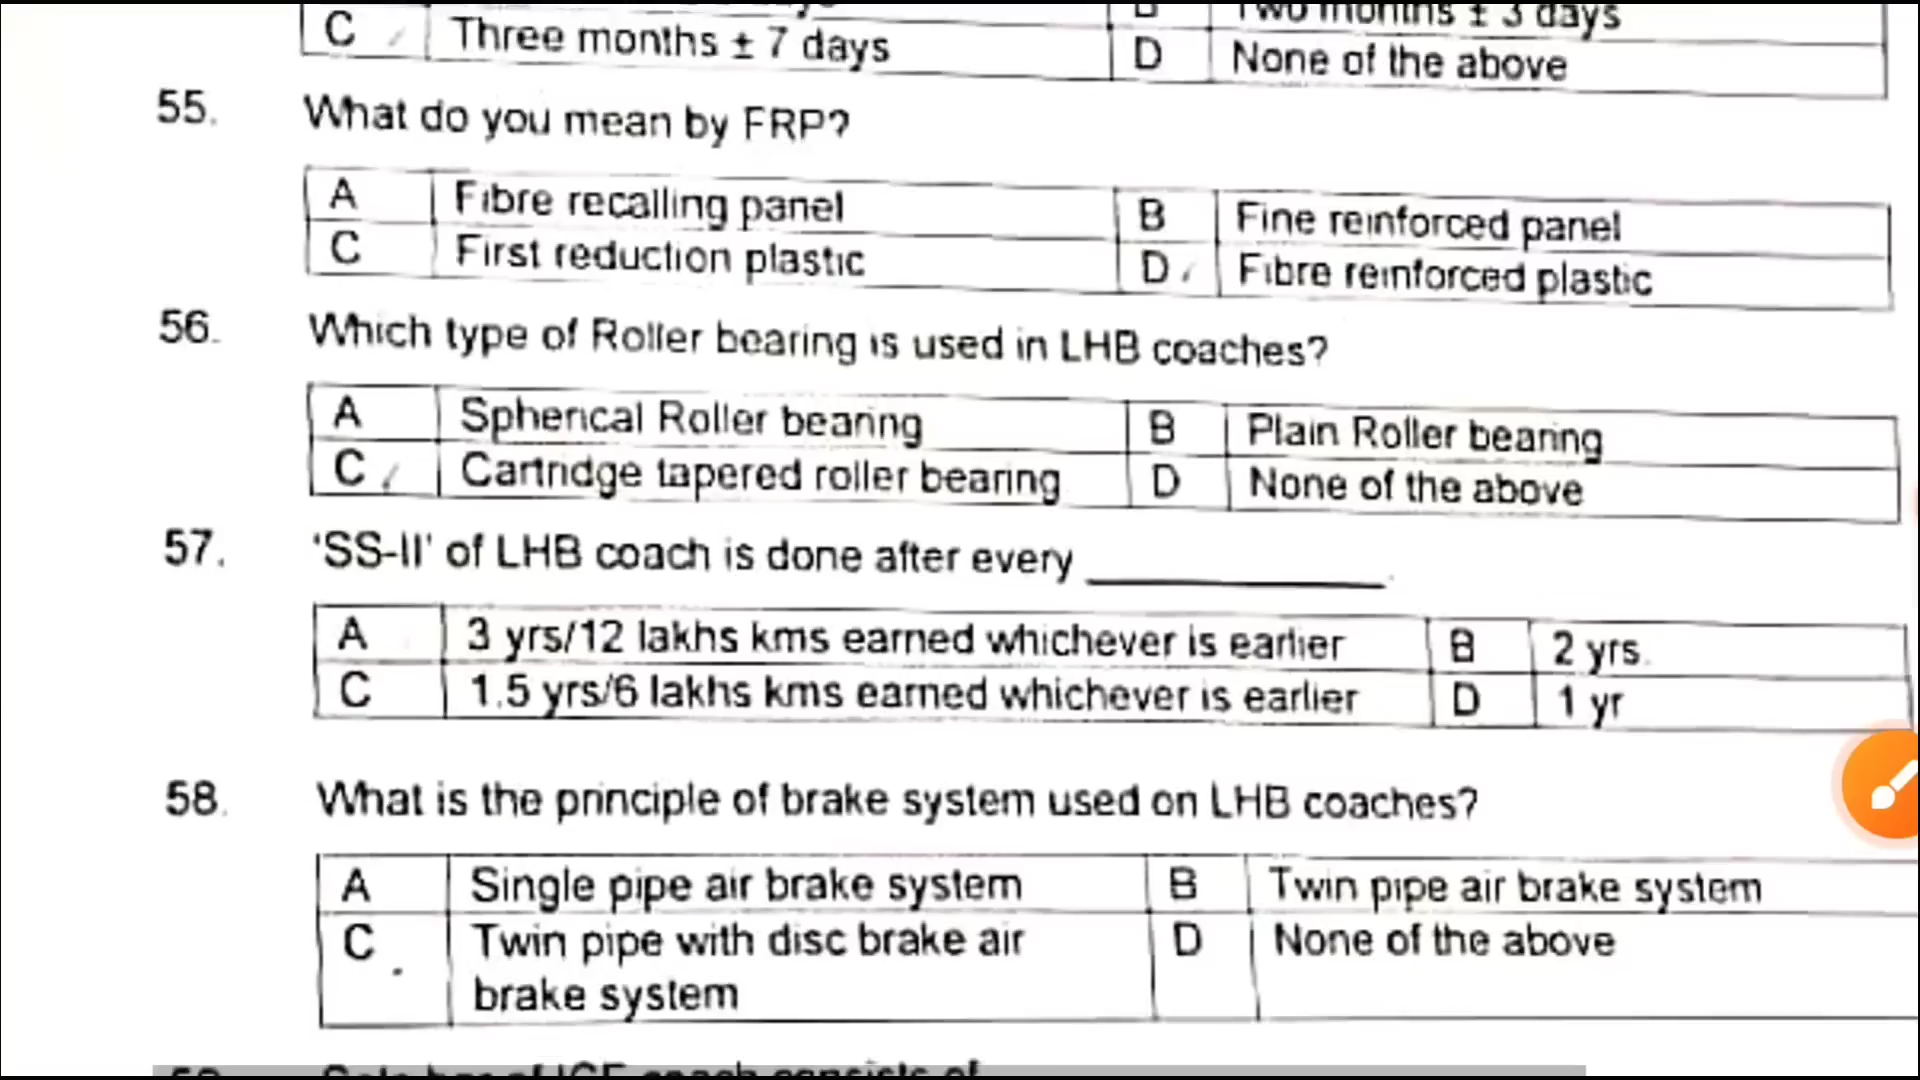 C Three months ± 7 days D None of the above
55. What do you mean by FRP?
A Fibre recalling panel B Fine reinforced panel
C First reduction plastic D Fibre reinforced plastic
56. Which type of Roller bearing is used in LHB coaches?
A Spherical Roller bearing B Plain Roller bearing
C Cartridge tapered roller bearing D None of the above
57. 'SS-II' of LHB coach is done after every ____________
A 3 yrs/12 lakhs kms earned whichever is earlier B 2 yrs.
C 1.5 yrs/6 lakhs kms earned whichever is earlier D 1 yr
58. What is the principle of brake system used on LHB coaches?
A Single pipe air brake system B Twin pipe air brake system
C Twin pipe with disc brake air D None of the above
brake system